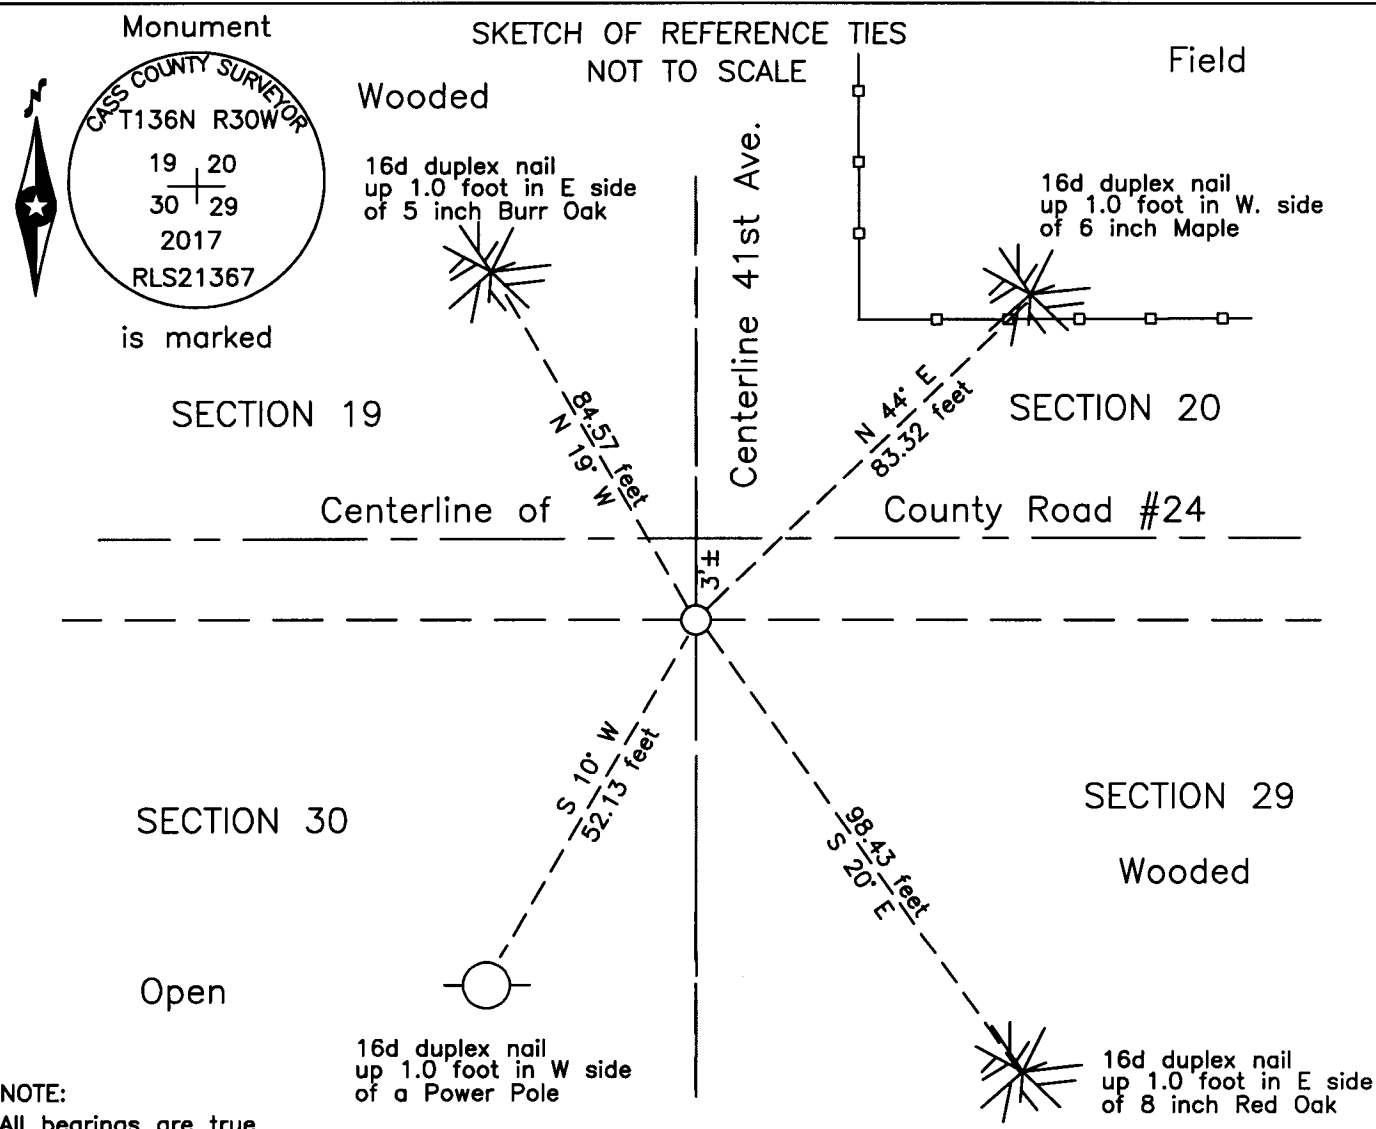 Monument
SKETCH OF REFERENCE TIES
NOT TO SCALE
Field
N
CASS COUNTY SURVEYOR
T136N R30W
19 20
30 29
2017
RLS21367
is marked
Wooded
16d duplex nail
up 1.0 foot in E side
of 5 inch Burr Oak
Centerline 41st Ave.
16d duplex nail
up 1.0 foot in W. side
of 6 inch Maple
SECTION 19
84.57 feet
N 19° W
N 44° E
83.32 feet
SECTION 20
Centerline of County Road #24
3'±
SECTION 30
S 10° W
52.13 feet
98.43 feet
S 20° E
SECTION 29
Wooded
Open
16d duplex nail
up 1.0 foot in W side
of a Power Pole
16d duplex nail
up 1.0 foot in E side
of 8 inch Red Oak
NOTE:
All bearings are true